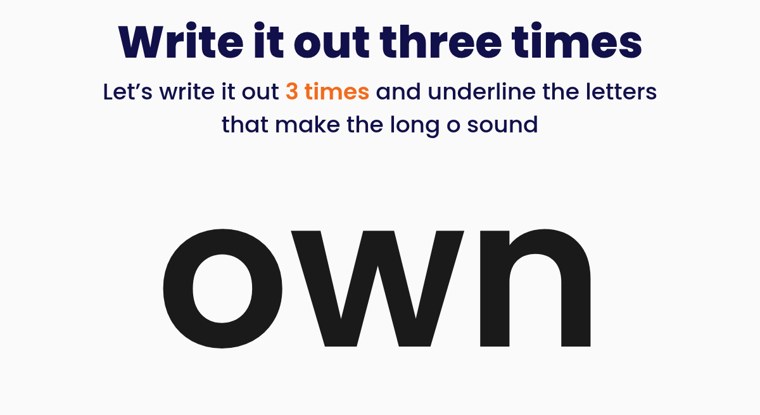 Write it out three times
Let’s write it out 3 times and underline the letters
that make the long o sound
own